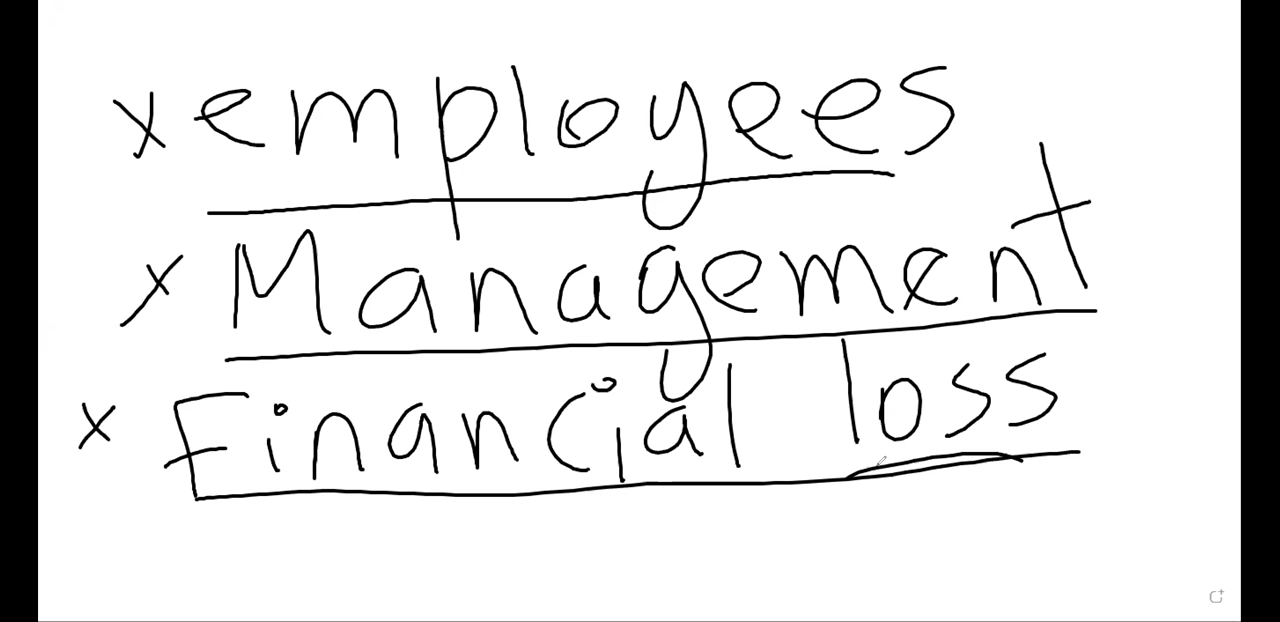 x employees
x Management
x Financial loss